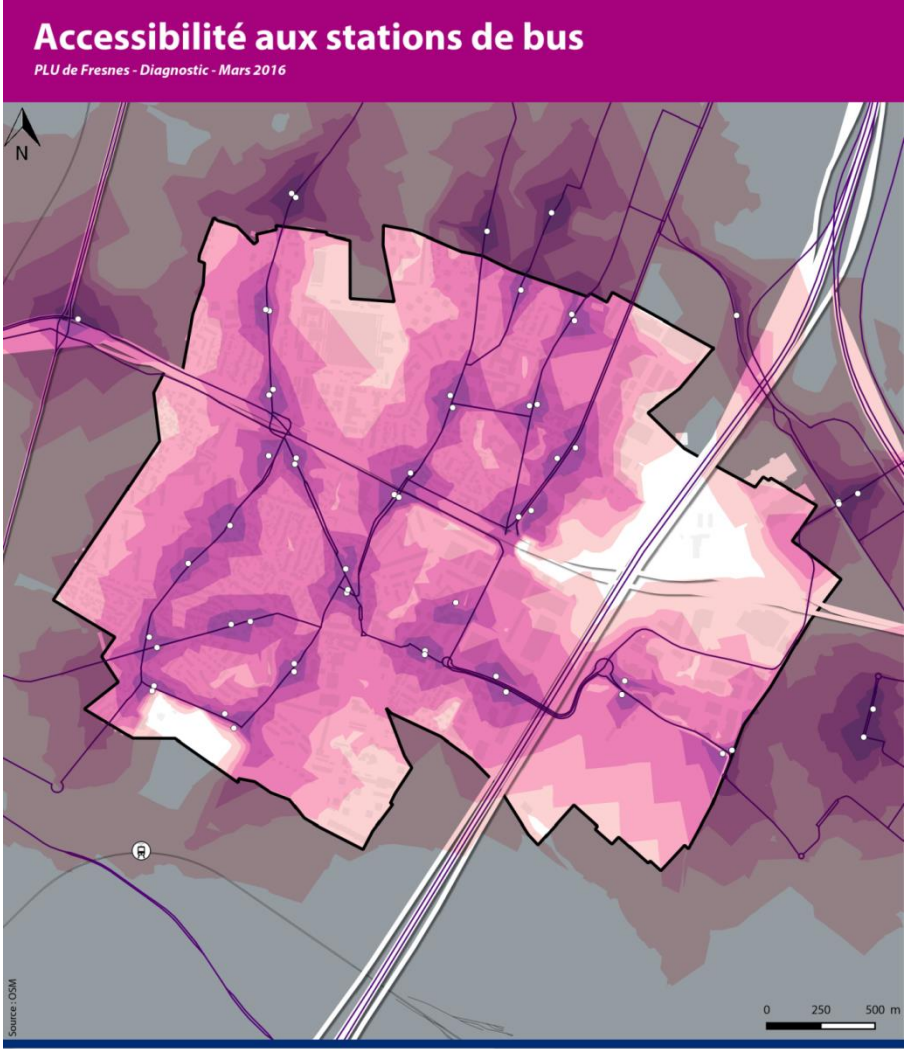 Accessibilité aux stations de bus
PLU de Fresnes - Diagnostic - Mars 2016
N
Source : OSM
0 250 500 m